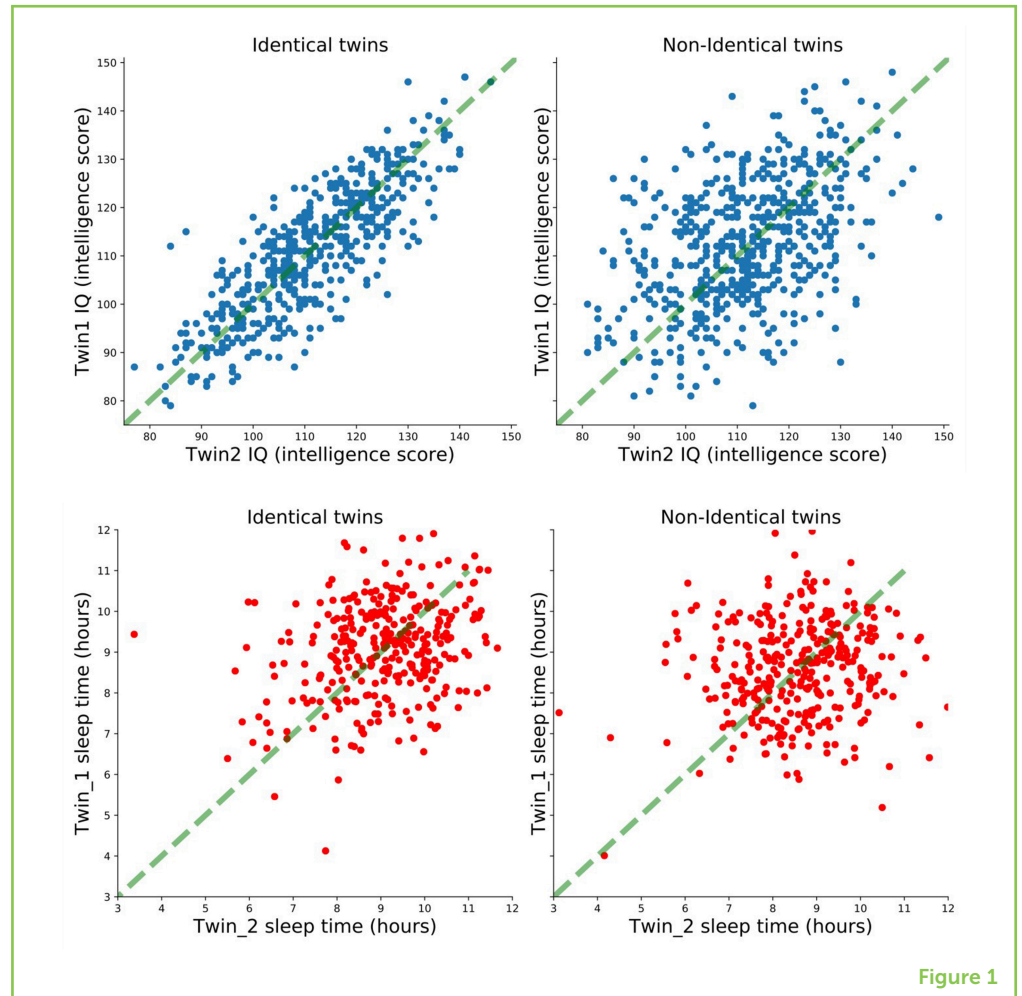 Identical twins
Non-Identical twins
150
140
130
120
110
100
90
80
Twin1 IQ (intelligence score)
80 90 100 110 120 130 140 150
Twin2 IQ (intelligence score)
Twin1 IQ (intelligence score)
80 90 100 110 120 130 140 150
Twin2 IQ (intelligence score)
Identical twins
Non-Identical twins
12
11
10
9
8
7
6
5
4
3
Twin_1 sleep time (hours)
3 4 5 6 7 8 9 10 11 12
Twin_2 sleep time (hours)
Twin_1 sleep time (hours)
3 4 5 6 7 8 9 10 11 12
Twin_2 sleep time (hours)
Figure 1